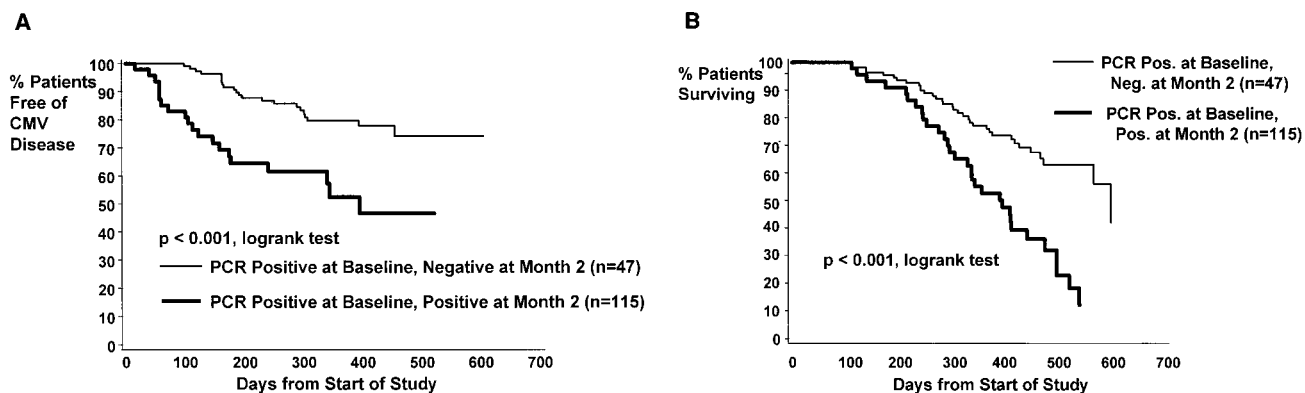 A
% Patients
Free of
CMV
Disease
100
90
80
70
60
50
40
30
20
10
0
p < 0.001, logrank test
PCR Positive at Baseline, Negative at Month 2 (n=47)
PCR Positive at Baseline, Positive at Month 2 (n=115)
0 100 200 300 400 500 600 700
Days from Start of Study
B
% Patients
Surviving
100
90
80
70
60
50
40
30
20
10
0
PCR Pos. at Baseline,
Neg. at Month 2 (n=47)
PCR Pos. at Baseline,
Pos. at Month 2 (n=115)
p < 0.001, logrank test
0 100 200 300 400 500 600 700
Days from Start of Study